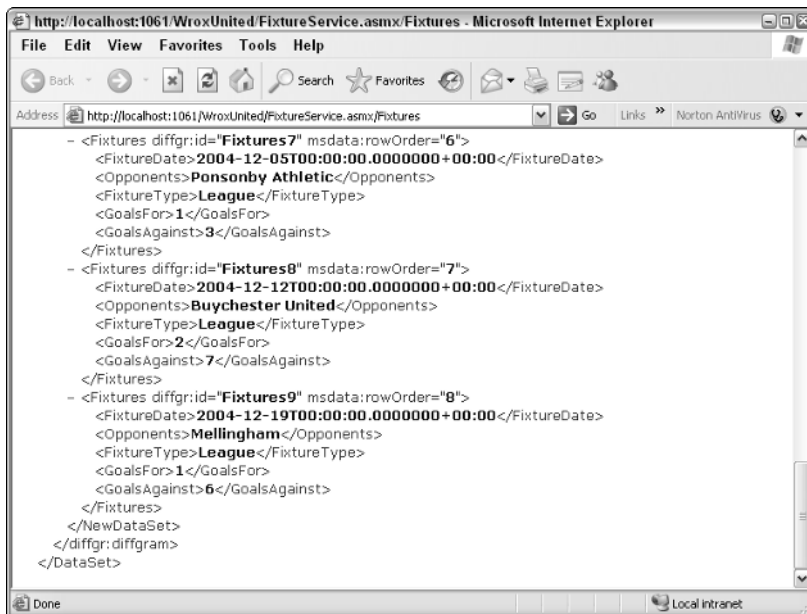 http://localhost:1061/WroxUnited/FixtureService.asmx/Fixtures - Microsoft Internet Explorer
File Edit View Favorites Tools Help
Back Search Favorites
Address http://localhost:1061/WroxUnited/FixtureService.asmx/Fixtures Go Links » Norton AntiVirus
- <Fixtures diffgr:id="Fixtures7" msdata:rowOrder="6">
<FixtureDate>2004-12-05T00:00:00.0000000+00:00</FixtureDate>
<Opponents>Ponsonby Athletic</Opponents>
<FixtureType>League</FixtureType>
<GoalsFor>1</GoalsFor>
<GoalsAgainst>3</GoalsAgainst>
</Fixtures>
- <Fixtures diffgr:id="Fixtures8" msdata:rowOrder="7">
<FixtureDate>2004-12-12T00:00:00.0000000+00:00</FixtureDate>
<Opponents>Buychester United</Opponents>
<FixtureType>League</FixtureType>
<GoalsFor>2</GoalsFor>
<GoalsAgainst>7</GoalsAgainst>
</Fixtures>
- <Fixtures diffgr:id="Fixtures9" msdata:rowOrder="8">
<FixtureDate>2004-12-19T00:00:00.0000000+00:00</FixtureDate>
<Opponents>Mellingham</Opponents>
<FixtureType>League</FixtureType>
<GoalsFor>1</GoalsFor>
<GoalsAgainst>6</GoalsAgainst>
</Fixtures>
</NewDataSet>
</diffgr:diffgram>
</DataSet>
Done Local intranet